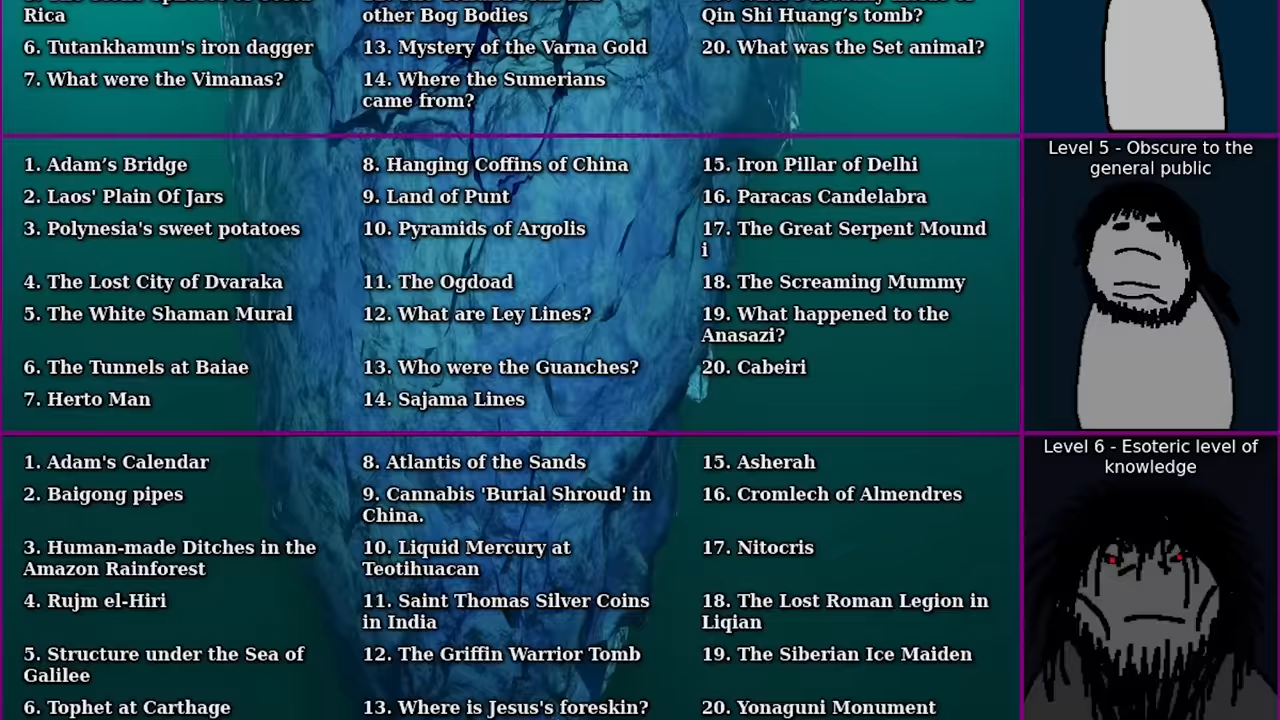 Rica
6. Tutankhamun's iron dagger
7. What were the Vimanas?
other Bog Bodies
13. Mystery of the Varna Gold
14. Where the Sumerians
came from?
Qin Shi Huang’s tomb?
20. What was the Set animal?
1. Adam’s Bridge
2. Laos' Plain Of Jars
3. Polynesia's sweet potatoes
4. The Lost City of Dvaraka
5. The White Shaman Mural
6. The Tunnels at Baiae
7. Herto Man
8. Hanging Coffins of China
9. Land of Punt
10. Pyramids of Argolis
11. The Ogdoad
12. What are Ley Lines?
13. Who were the Guanches?
14. Sajama Lines
15. Iron Pillar of Delhi
16. Paracas Candelabra
17. The Great Serpent Mound
i
18. The Screaming Mummy
19. What happened to the
Anasazi?
20. Cabeiri
Level 5 - Obscure to the
general public
1. Adam's Calendar
2. Baigong pipes
3. Human-made Ditches in the
Amazon Rainforest
4. Rujm el-Hiri
5. Structure under the Sea of
Galilee
6. Tophet at Carthage
8. Atlantis of the Sands
9. Cannabis 'Burial Shroud' in
China.
10. Liquid Mercury at
Teotihuacan
11. Saint Thomas Silver Coins
in India
12. The Griffin Warrior Tomb
13. Where is Jesus's foreskin?
15. Asherah
16. Cromlech of Almendres
17. Nitocris
18. The Lost Roman Legion in
Liqian
19. The Siberian Ice Maiden
20. Yonaguni Monument
Level 6 - Esoteric level of
knowledge